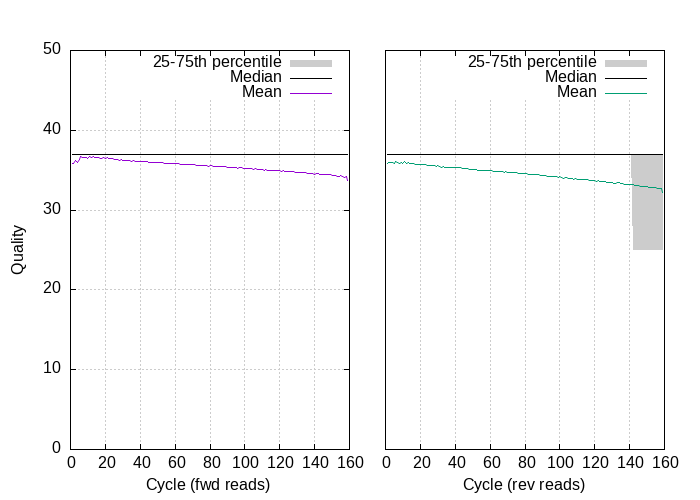 50
40
30
20
10
0
Quality
25-75th percentile
Median
Mean
0 20 40 60 80 100 120 140 160
Cycle (fwd reads)
25-75th percentile
Median
Mean
0 20 40 60 80 100 120 140 160
Cycle (rev reads)